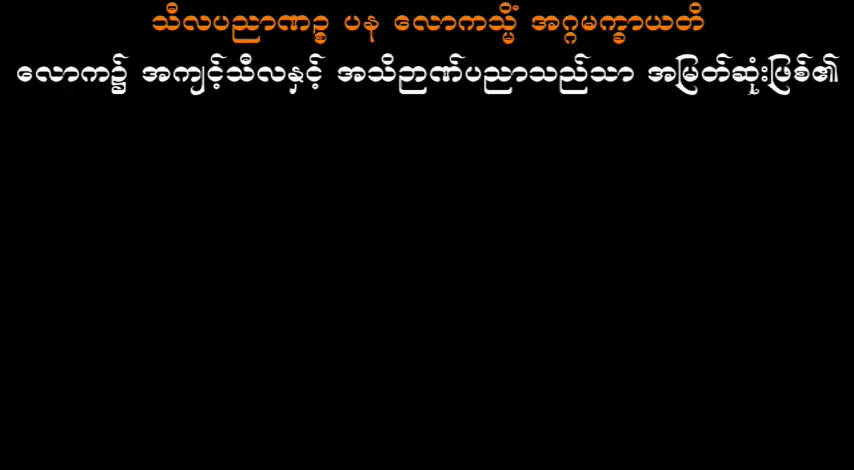 သီလပညာဏဉ္စ ပန လောကသ္မိံ အဂ္ဂမက္ခာယတိ
လောက၌ အကျင့်သီလနှင့် အသိဉာဏ်ပညာသည်သာ အမြတ်ဆုံးဖြစ်၏